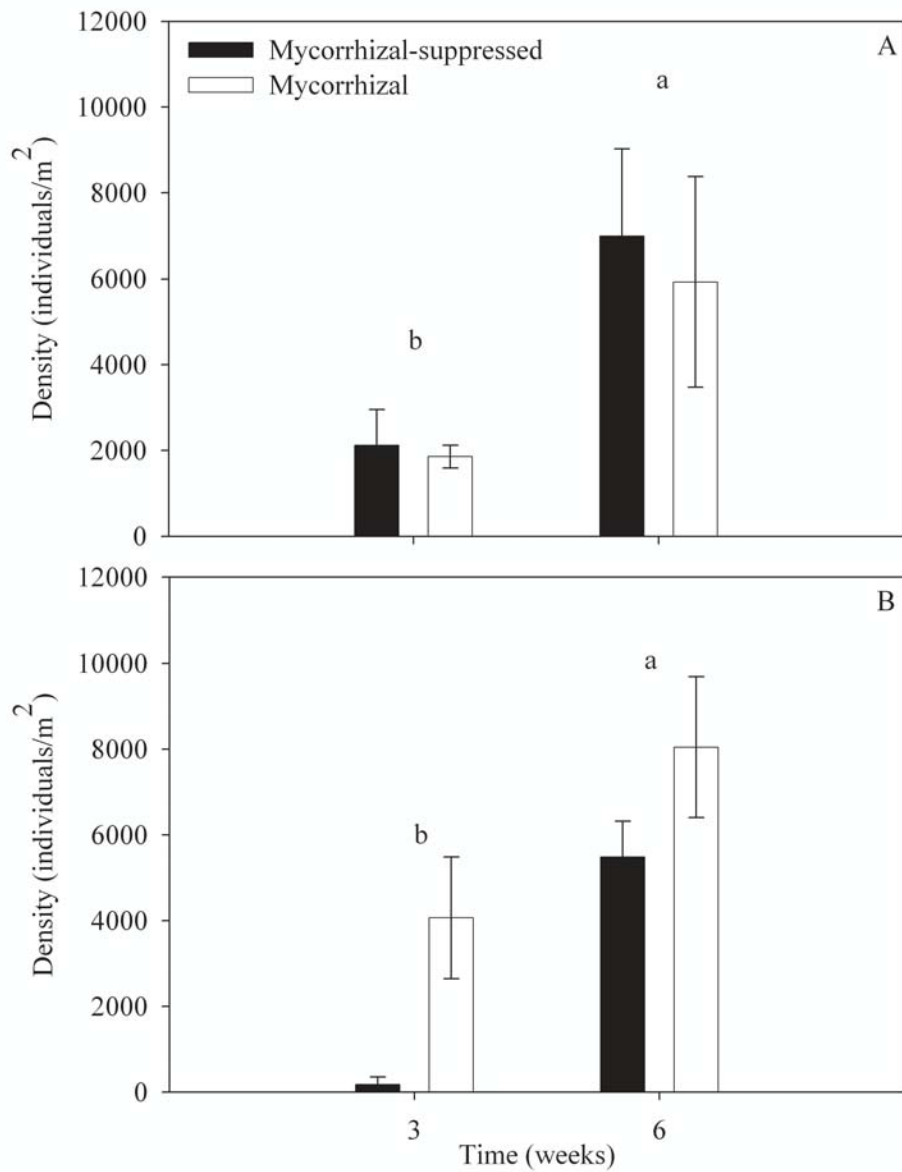 12000
10000
8000
6000
4000
2000
0
Density (individuals/m²)
Mycorrhizal-suppressed
Mycorrhizal
A
a
b
12000
10000
8000
6000
4000
2000
0
Density (individuals/m²)
B
a
b
3
6
Time (weeks)